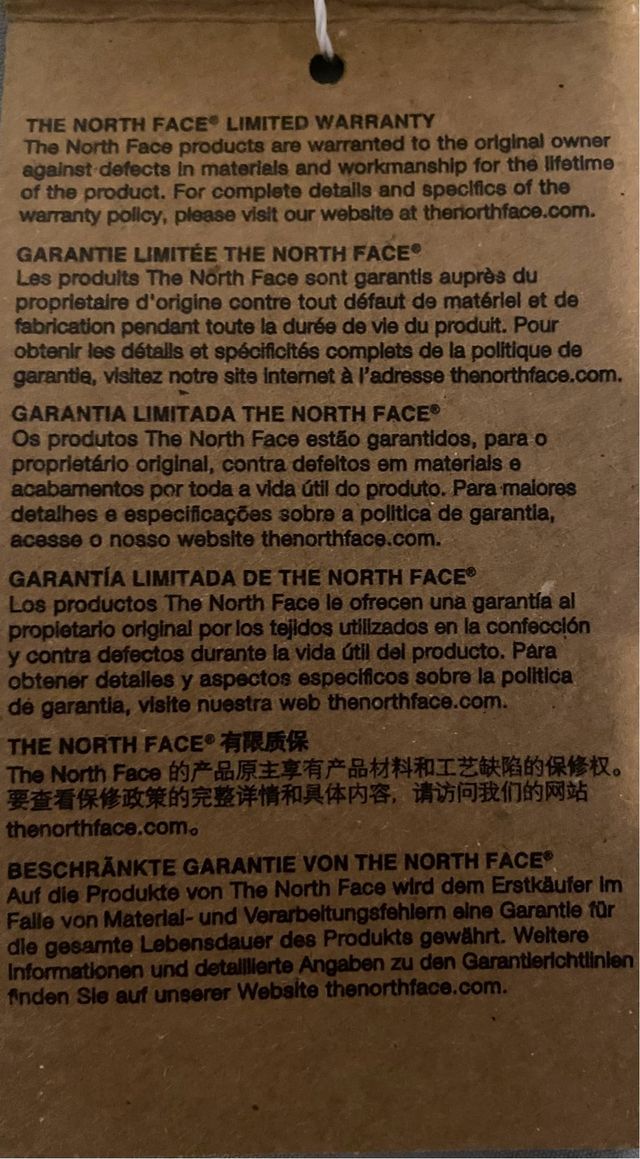 THE NORTH FACE® LIMITED WARRANTY
The North Face products are warranted to the original owner
against defects in materials and workmanship for the lifetime
of the product. For complete details and specifics of the
warranty policy, please visit our website at thenorthface.com.
GARANTIE LIMITÉE THE NORTH FACE®
Les produits The North Face sont garantis auprès du
proprietaire d'origine contre tout défaut de matériel et de
fabrication pendant toute la durée de vie du produit. Pour
obtenir les détails et spécificités complets de la politique de
garantie, visitez notre site Internet à l'adresse thenorthface.com.
GARANTIA LIMITADA THE NORTH FACE®
Os produtos The North Face estão garantidos, para o
proprietário original, contra defeitos em materiais e
acabamentos por toda a vida útil do produto. Para maiores
detalhes e especificações sobre a politica de garantia,
acesse o nosso website thenorthface.com.
GARANTÍA LIMITADA DE THE NORTH FACE®
Los productos The North Face le ofrecen una garantía al
propietario original por los tejidos utilizados en la confección
y contra defectos durante la vida útil del producto. Para
obtener detalles y aspectos especificos sobre la politica
de garantia, visite nuestra web thenorthface.com.
THE NORTH FACE® 有限质保
The North Face 的产品原主享有产品材料和工艺缺陷的保修权。
要查看保修政策的完整详情和具体内容，请访问我们的网站
thenorthface.com。
BESCHRÄNKTE GARANTIE VON THE NORTH FACE®
Auf die Produkte von The North Face wird dem Erstkäufer im
Falle von Material- und Verarbeitungsfehlern eine Garantie für
die gesamte Lebensdauer des Produkts gewährt. Weitere
Informationen und detaillierte Angaben zu den Garantierichtlinien
finden Sie auf unserer Website thenorthface.com.